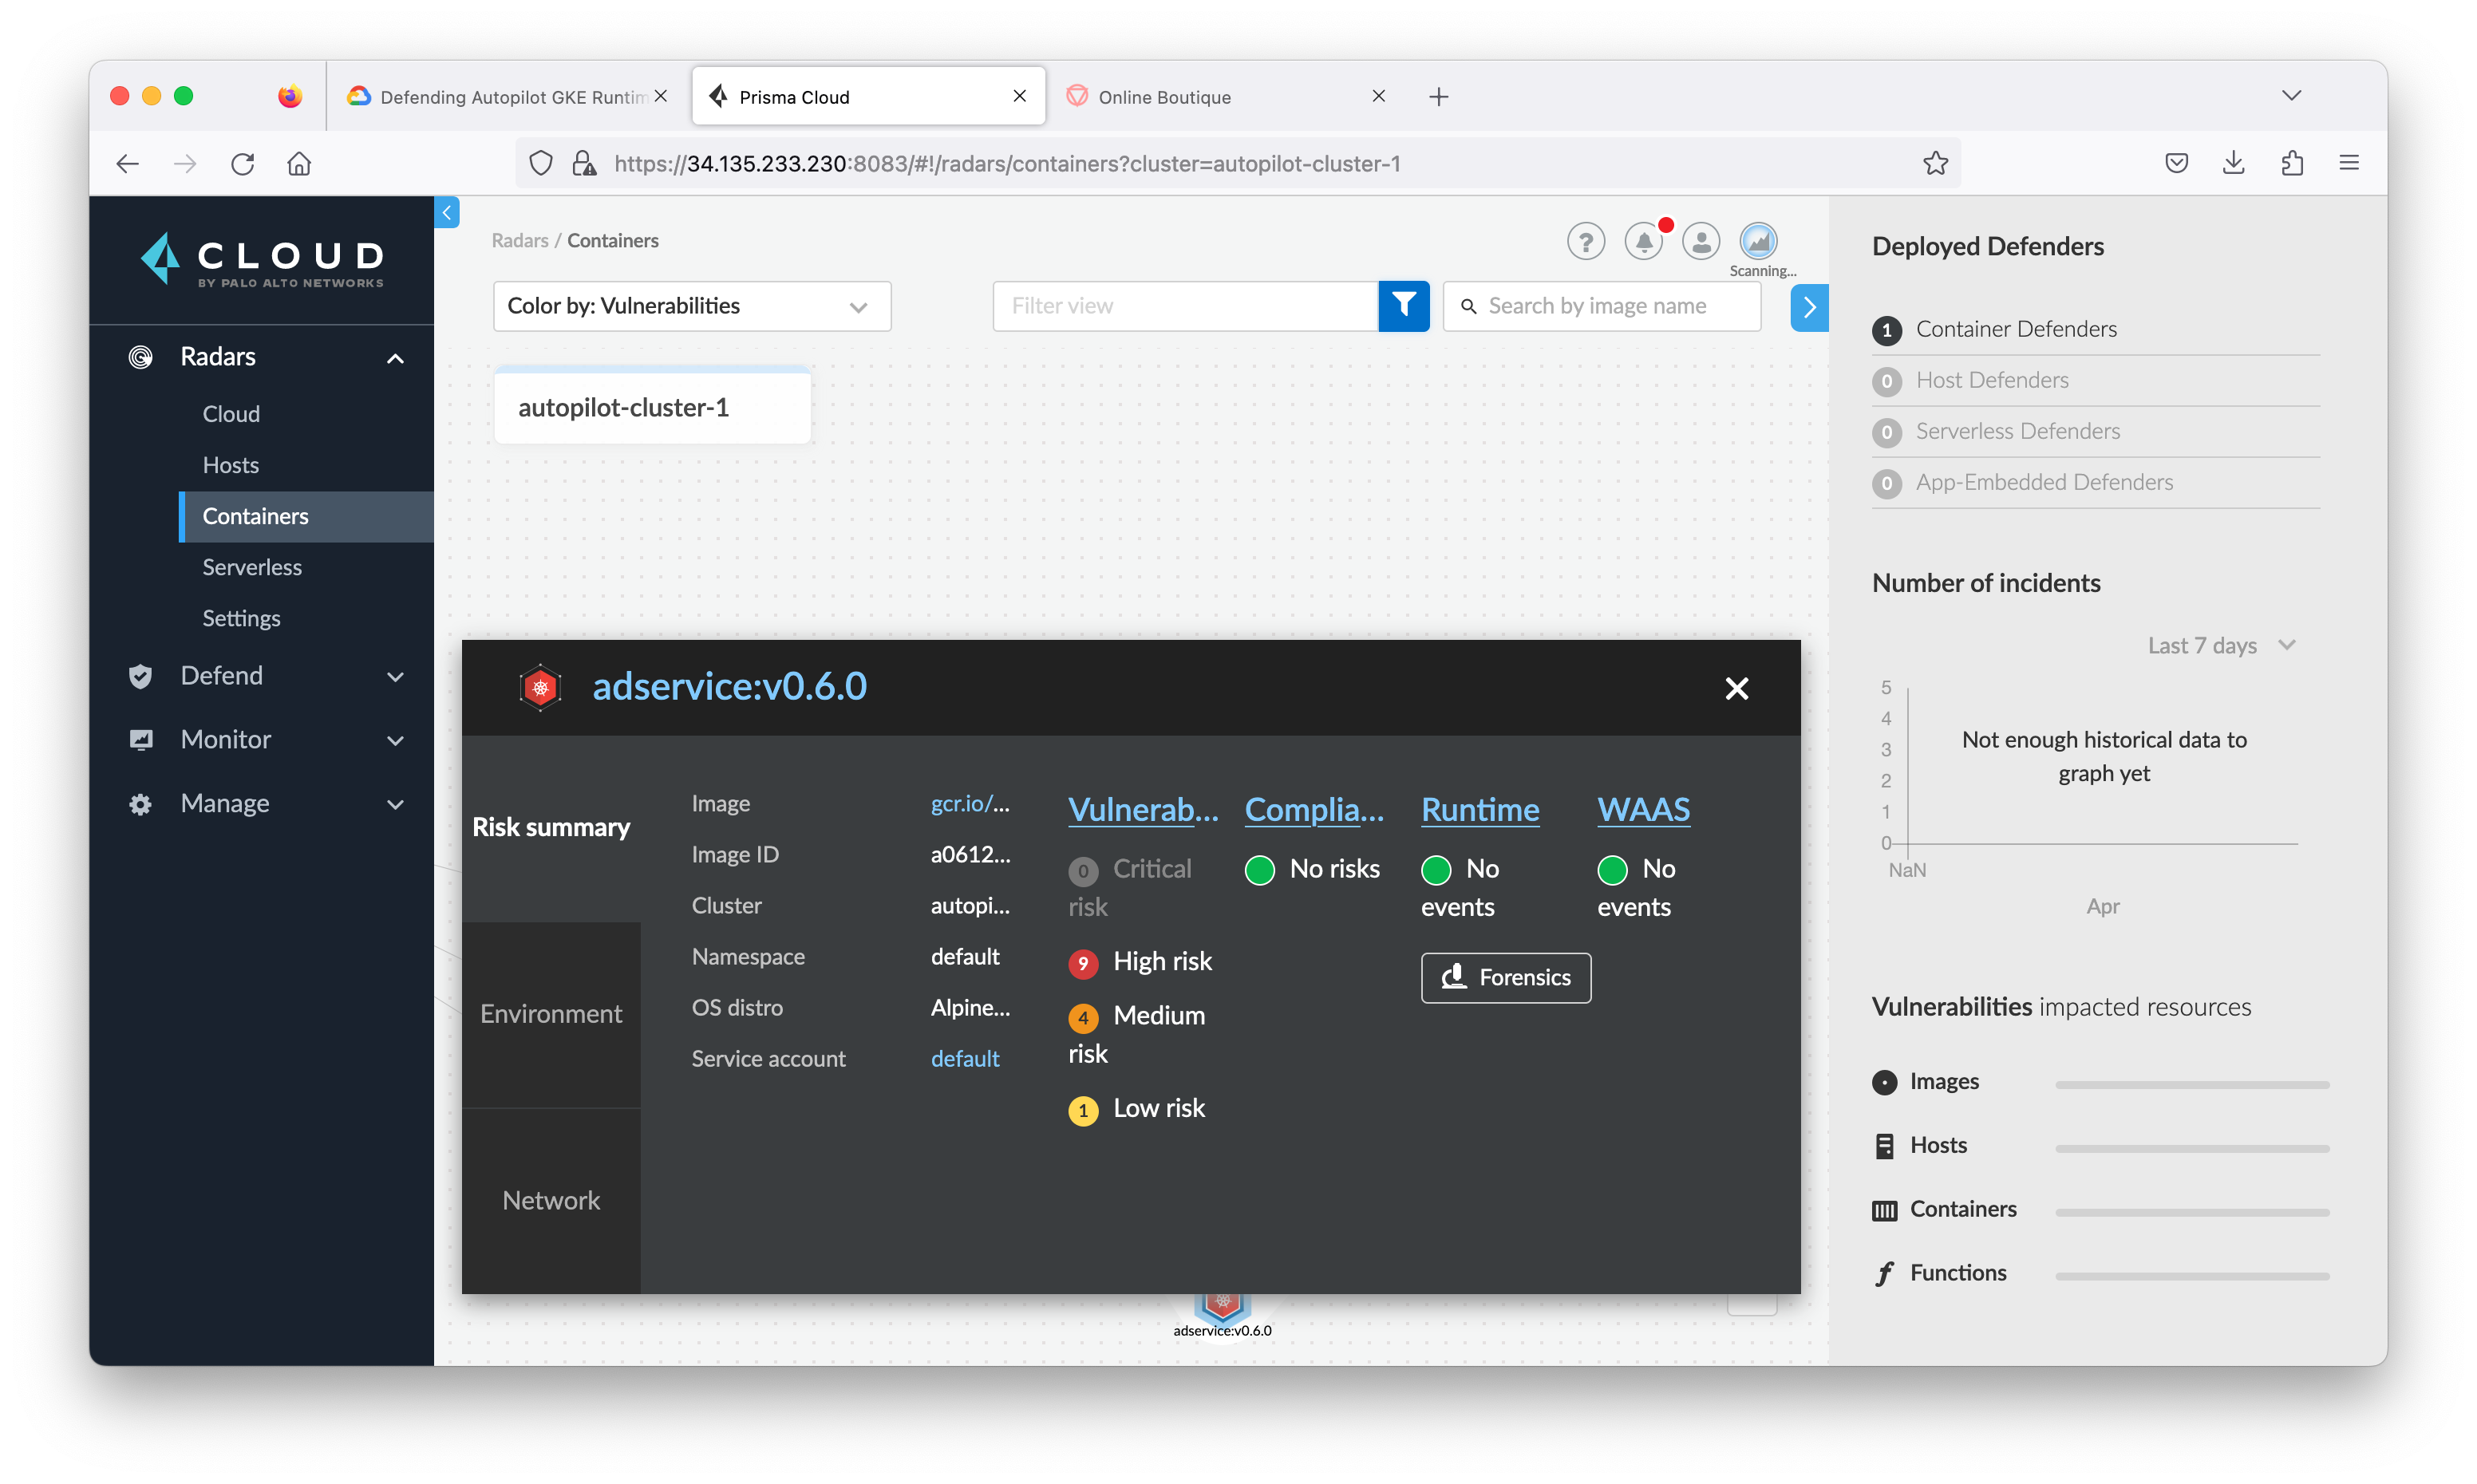 Defending Autopilot GKE Runtim
Prisma Cloud
Online Boutique
https://34.135.233.230:8083/#!/radars/containers?cluster=autopilot-cluster-1
CLOUD
BY PALO ALTO NETWORKS
Radars
Cloud
Hosts
Containers
Serverless
Settings
Defend
Monitor
Manage
Radars / Containers
?
Scanning...
Color by: Vulnerabilities
Filter view
Search by image name
autopilot-cluster-1
adservice:v0.6.0
Risk summary
Environment
Network
Image gcr.io/...
Image ID a0612...
Cluster autopi...
Namespace default
OS distro Alpine...
Service account default
Vulnerab...
0 Critical
risk
9 High risk
4 Medium
risk
1 Low risk
Complia...
No risks
Runtime
No
events
Forensics
WAAS
No
events
adservice:v0.6.0
Deployed Defenders
1 Container Defenders
0 Host Defenders
0 Serverless Defenders
0 App-Embedded Defenders
Number of incidents
Last 7 days
5
4
3
2
1
0
Not enough historical data to
graph yet
NaN
Apr
Vulnerabilities impacted resources
Images
Hosts
Containers
Functions